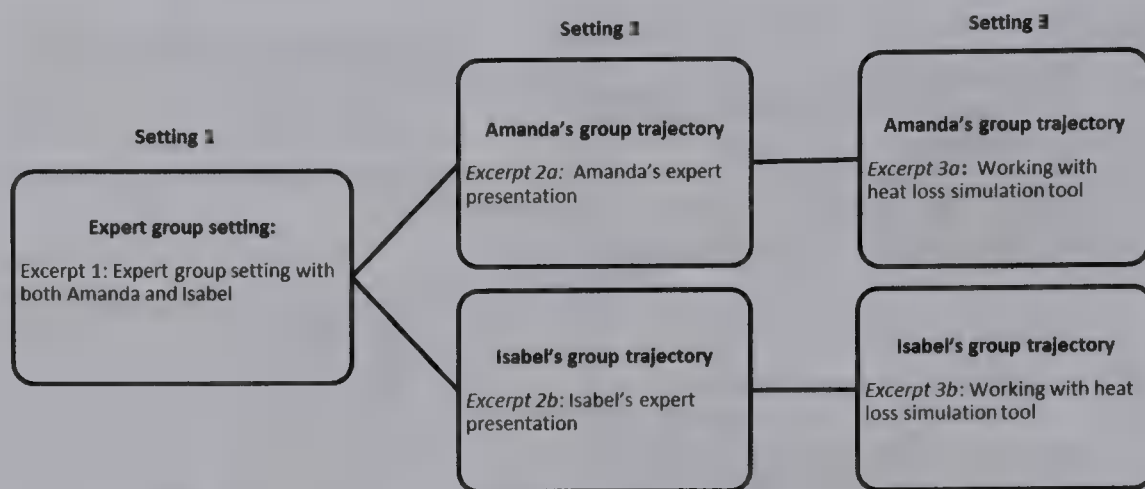 Setting
Expert group setting:
Excerpt 1: Expert group setting with
both Amanda and Isabel
Setting
Amanda's group trajectory
Excerpt 2a: Amanda's expert
presentation
Isabel's group trajectory
Excerpt 2b: Isabel's expert
presentation
Setting 3
Amanda's group trajectory
Excerpt 3a: Working with
heat loss simulation tool
Isabel's group trajectory
Excerpt 3b: Working with heat
loss simulation tool